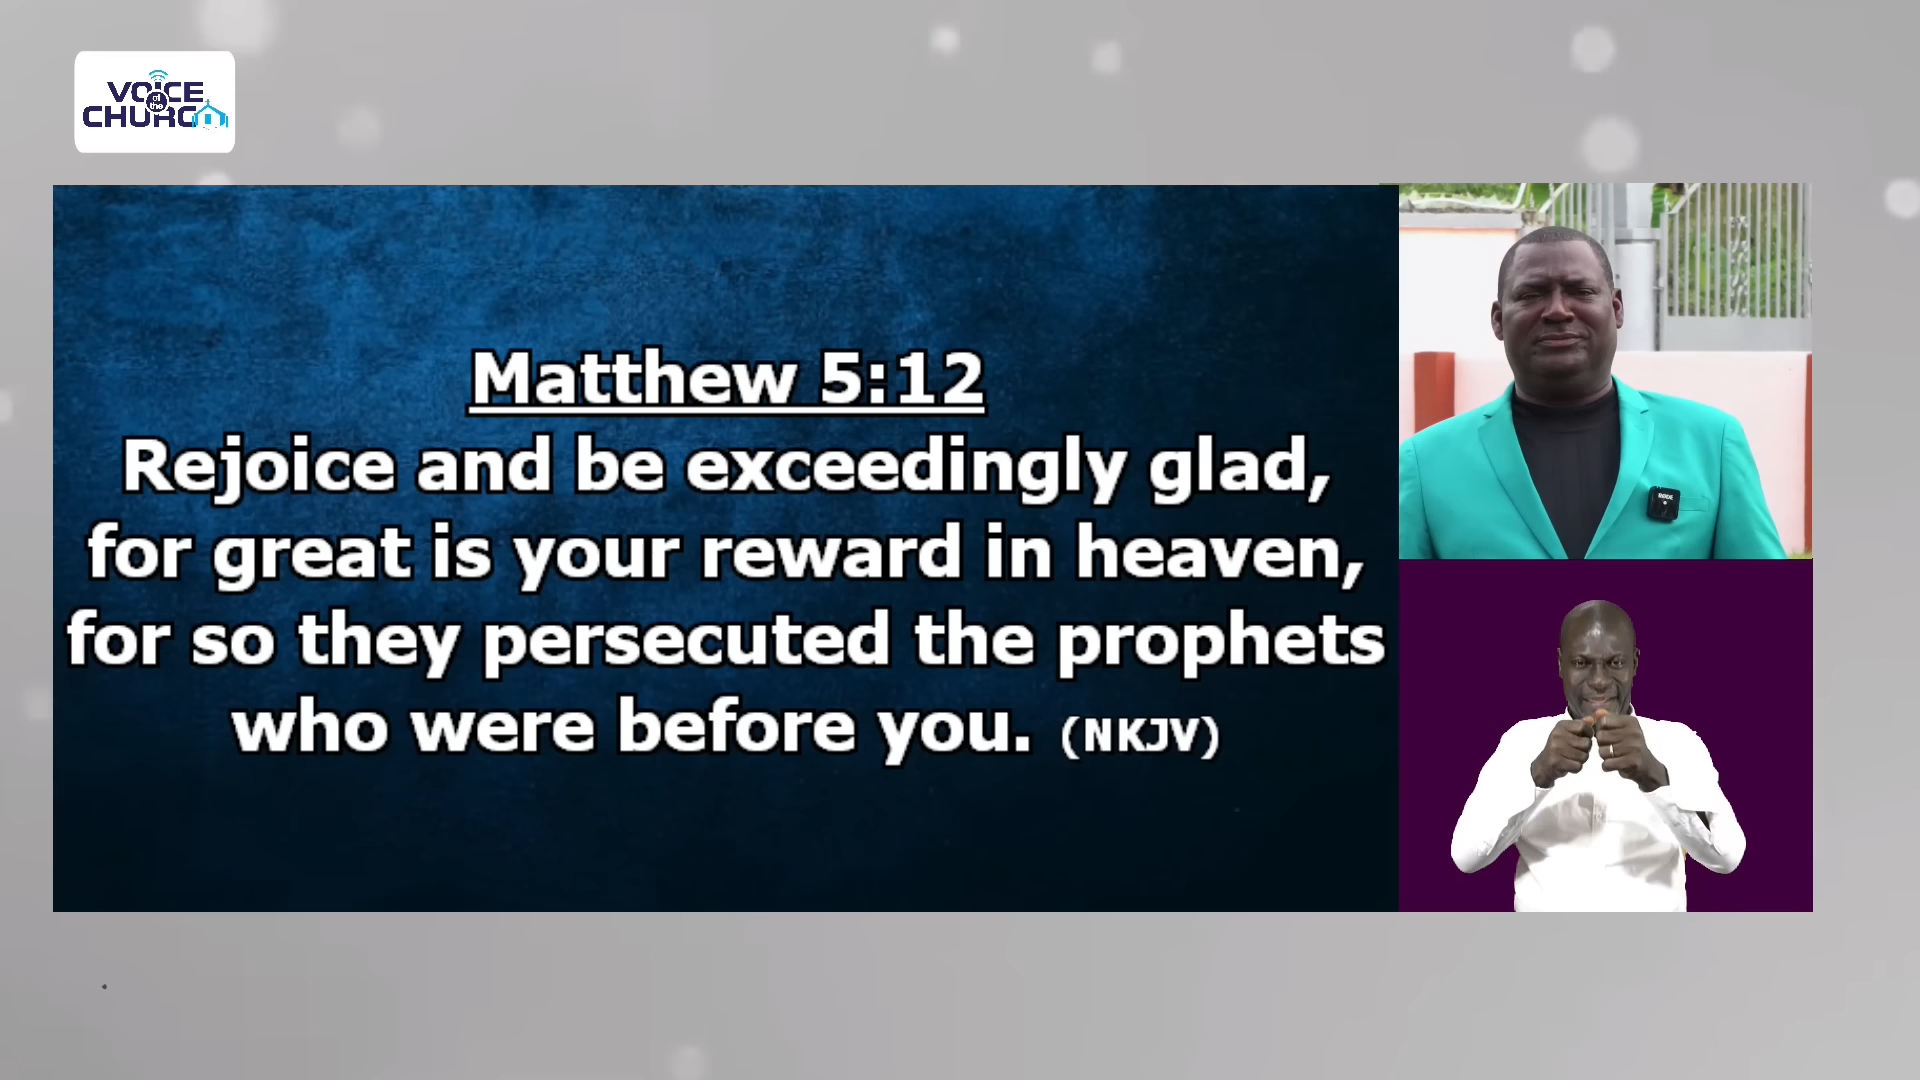 VOICE
of the
CHURCH
Matthew 5:12
Rejoice and be exceedingly glad,
for great is your reward in heaven,
for so they persecuted the prophets
who were before you. (NKJV)
RØDE